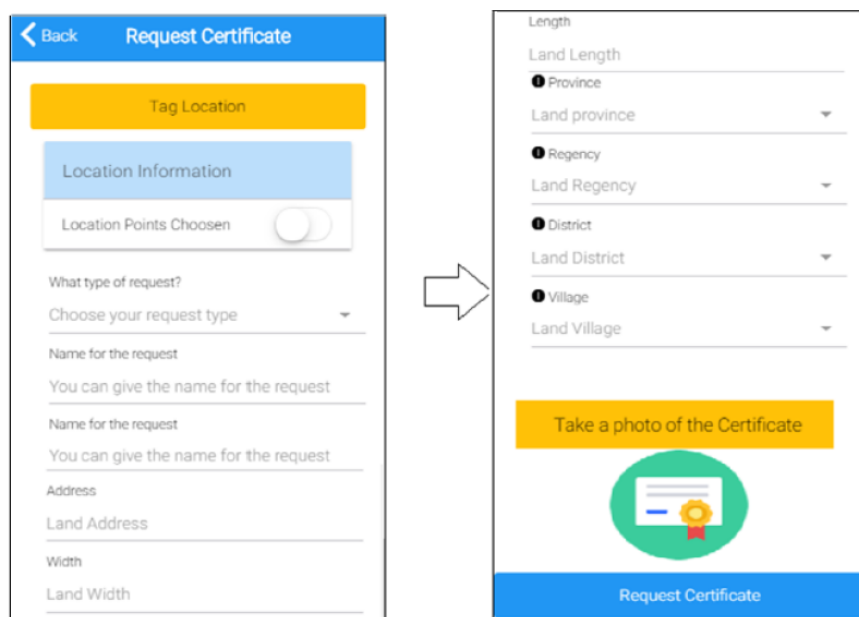 Back
Request Certificate
Tag Location
Location Information
Location Points Choosen
What type of request?
Choose your request type
Name for the request
You can give the name for the request
Name for the request
You can give the name for the request
Address
Land Address
Width
Land Width
Length
Land Length
Province
Land province
Regency
Land Regency
District
Land District
Village
Land Village
Take a photo of the Certificate
Request Certificate